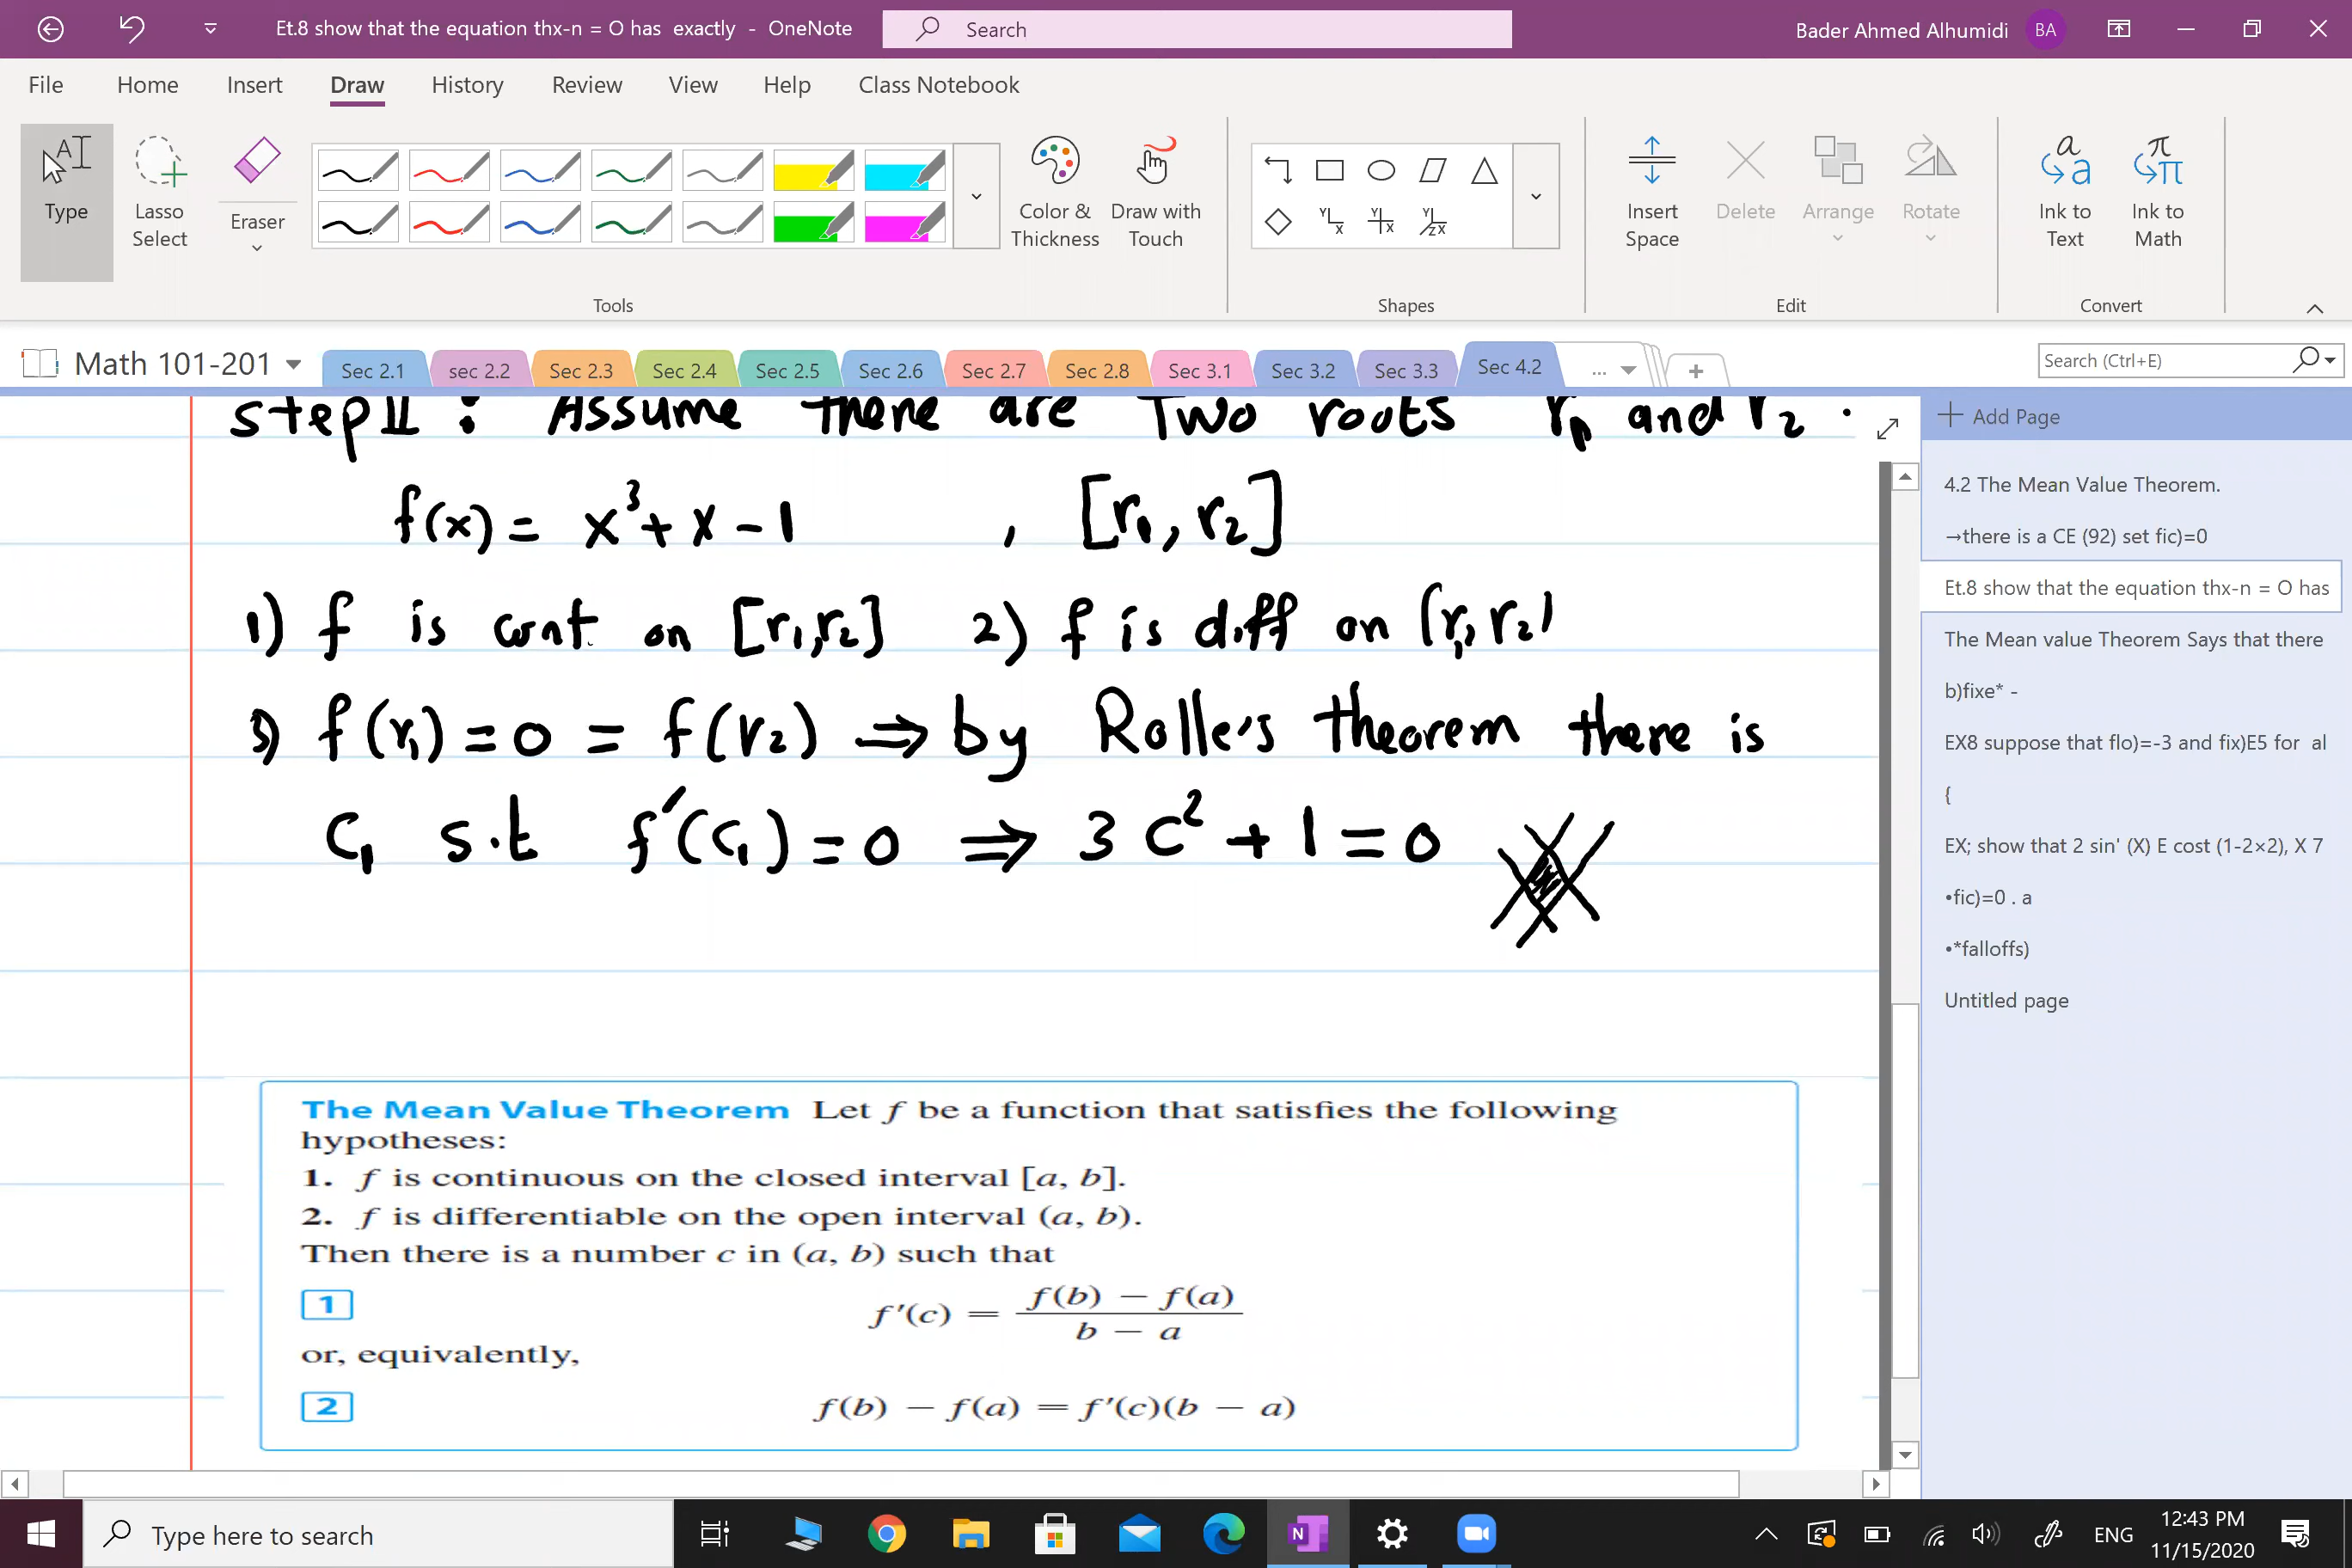 Et.8 show that the equation thx-n = O has exactly - OneNote
Search
Bader Ahmed Alhumidi
BA
File Home Insert Draw History Review View Help Class Notebook
Type
Lasso Select
Eraser
Color & Thickness
Draw with Touch
Insert Space
Delete
Arrange
Rotate
Ink to Text
Ink to Math
Tools
Shapes
Edit
Convert
Math 101-201
Sec 2.1 sec 2.2 Sec 2.3 Sec 2.4 Sec 2.5 Sec 2.6 Sec 2.7 Sec 2.8 Sec 3.1 Sec 3.2 Sec 3.3 Sec 4.2 ... +
Search (Ctrl+E)
step II : Assume there are Two roots r₁ and r₂ .
f(x) = x³ + x - 1 , [r₁, r₂]
1) f is cont. on [r₁,r₂] 2) f is diff on (r₁, r₂)
3) f(r₁) = 0 = f(r₂) ⇒ by Rolle's theorem there is
C₁ s.t f'(c₁) = 0 ⇒ 3 c² + 1 = 0
The Mean Value Theorem Let f be a function that satisfies the following
hypotheses:
1. f is continuous on the closed interval [a, b].
2. f is differentiable on the open interval (a, b).
Then there is a number c in (a, b) such that
1 f'(c) = (f(b) − f(a)) / (b − a)
or, equivalently,
2 f(b) − f(a) = f'(c)(b − a)
+ Add Page
4.2 The Mean Value Theorem.
→there is a CE (92) set fic)=0
Et.8 show that the equation thx-n = O has
The Mean value Theorem Says that there
b)fixe* -
EX8 suppose that flo)=-3 and fix)E5 for al
{
EX; show that 2 sin' (X) E cost (1-2×2), X 7
•fic)=0 . a
•*falloffs)
Untitled page
Type here to search
ENG
12:43 PM
11/15/2020